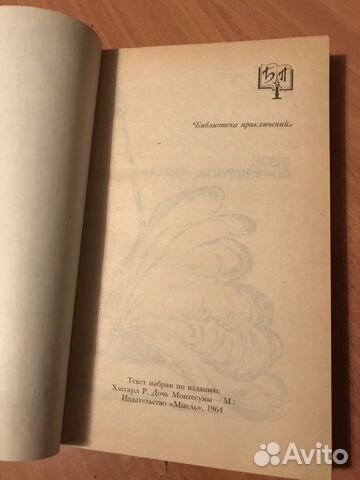 БП
"Библиотека приключений»
Текст набран по изданию:
Хаггард Р. Дочь Монтесумы — М.:
Издательство «Мысль», 1964
Avito